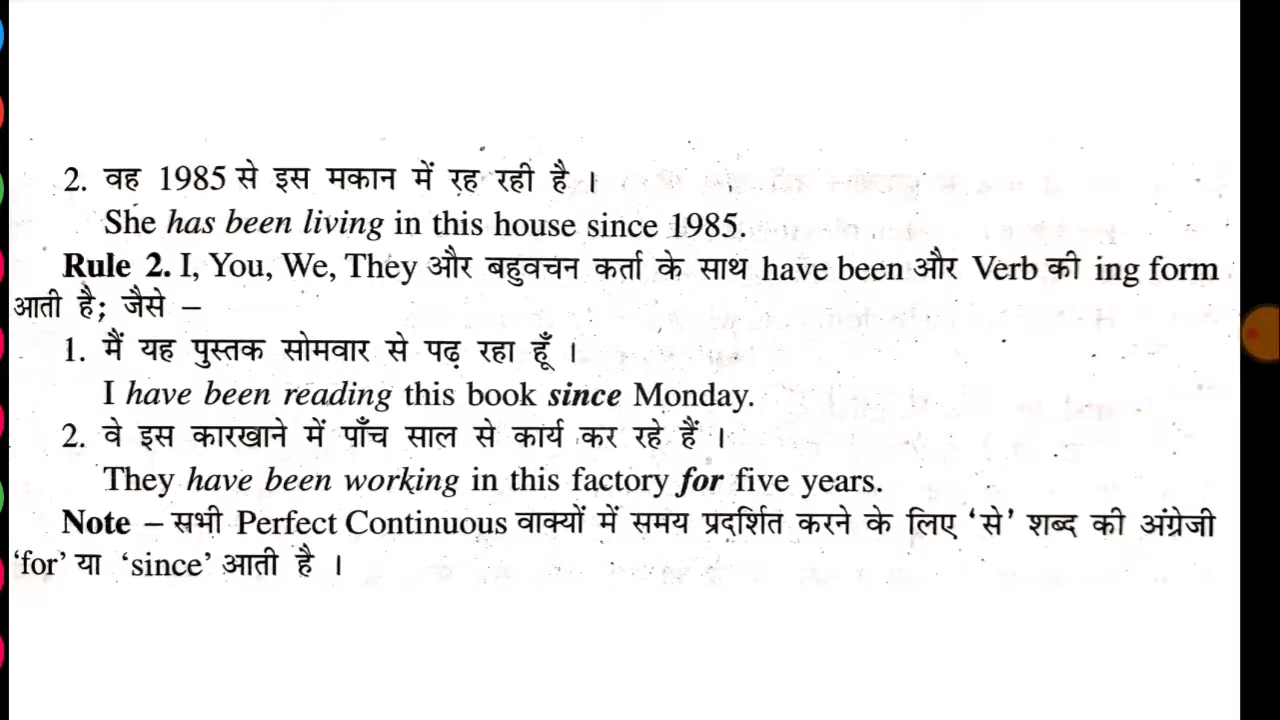 2. वह 1985 से इस मकान में रह रही है ।
She has been living in this house since 1985.
Rule 2. I, You, We, They और बहुवचन कर्ता के साथ have been और Verb की ing form
आती है; जैसे –
1. मैं यह पुस्तक सोमवार से पढ़ रहा हूँ ।
I have been reading this book since Monday.
2. वे इस कारखाने में पाँच साल से कार्य कर रहे हैं ।
They have been working in this factory for five years.
Note – सभी Perfect Continuous वाक्यों में समय प्रदर्शित करने के लिए ‘से’ शब्द की अंग्रेजी
‘for’ या ‘since’ आती है ।